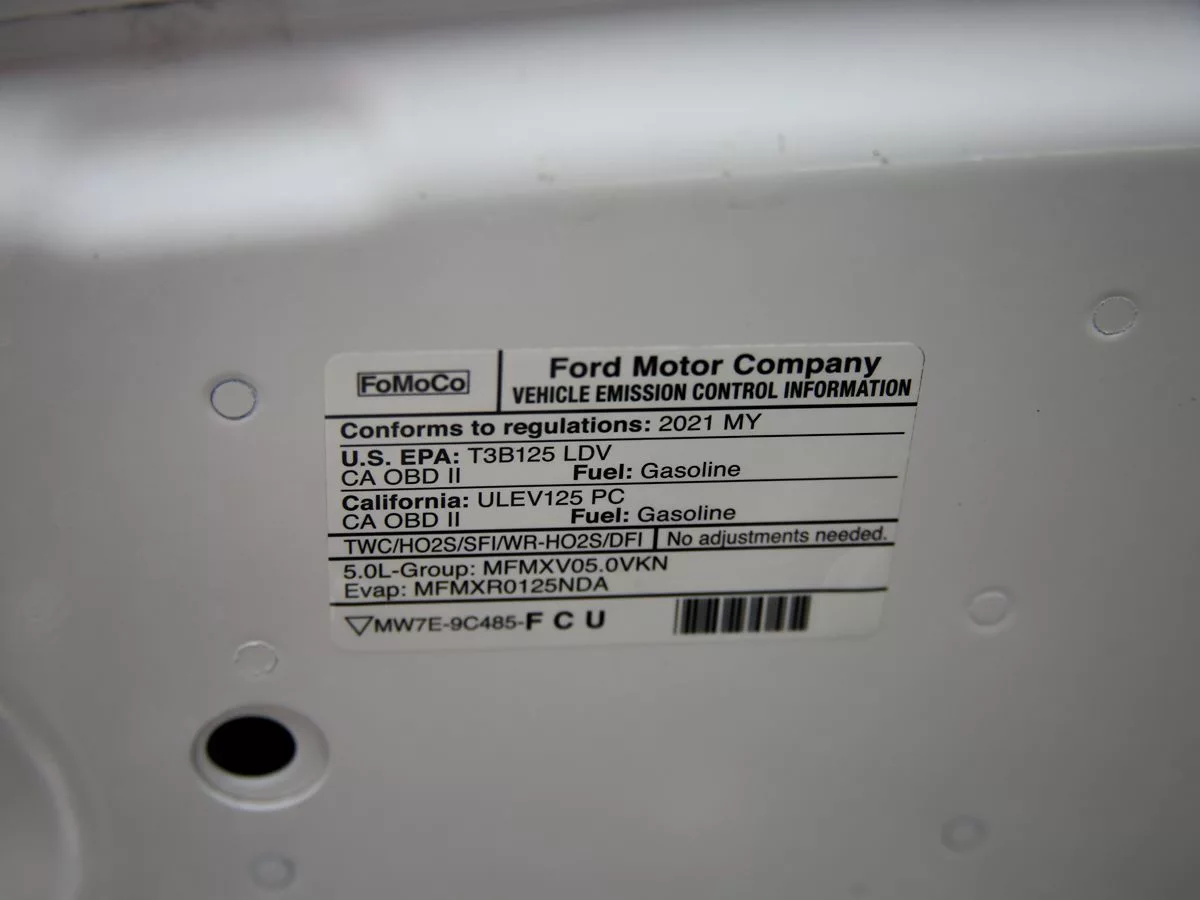 FoMoCo
Ford Motor Company
VEHICLE EMISSION CONTROL INFORMATION
Conforms to regulations: 2021 MY
U.S. EPA: T3B125 LDV
CA OBD II Fuel: Gasoline
California: ULEV125 PC
CA OBD II Fuel: Gasoline
TWC/HO2S/SFI/WR-HO2S/DFI No adjustments needed.
5.0L-Group: MFMXV05.0VKN
Evap: MFMXR0125NDA
▽MW7E-9C485-F C U